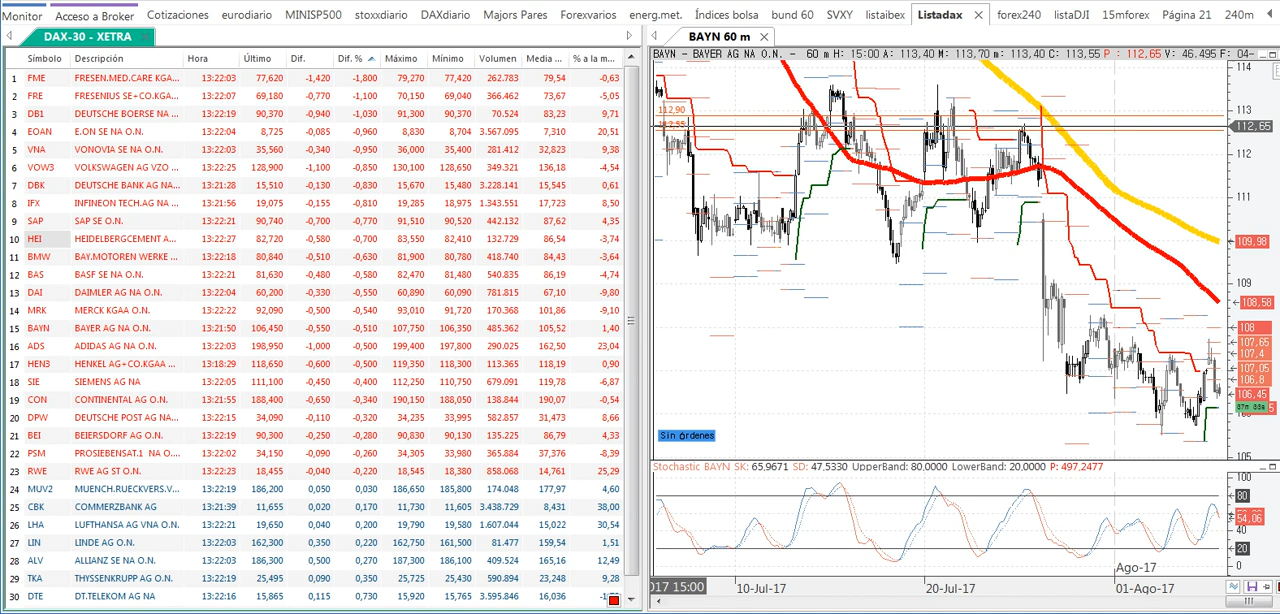 Monitor Acceso a Broker Cotizaciones eurodiario MINISP500 stoxxdiario DAXdiario Majors Pares Forexvarios energ.met. Índices bolsa bund 60 SVXY listaibex Listadax forex240 listaDJI 15mforex Página 21 240m
DAX-30 - XETRA
Símbolo Descripción Hora Último Dif. Dif. % Máximo Mínimo Volumen Media ... % a la m...
1 FME FRESEN.MED.CARE KGA... 13:22:03 77,620 -1,420 -1,800 79,270 77,420 262.783 79,54 -0,63
2 FRE FRESENIUS SE+CO.KGA... 13:22:07 69,180 -0,770 -1,100 70,150 69,040 366.462 73,67 -5,05
3 DB1 DEUTSCHE BOERSE NA ... 13:22:19 90,370 -0,940 -1,030 91,300 90,370 70.524 83,23 9,71
4 EOAN E.ON SE NA O.N. 13:22:04 8,725 -0,085 -0,960 8,830 8,704 3.567.095 7,310 20,51
5 VNA VONOVIA SE NA O.N. 13:22:03 35,465 -0,340 -0,950 36,000 35,400 281.412 32,823 9,38
6 VOW3 VOLKSWAGEN AG VZO ... 13:22:25 128,900 -1,100 -0,850 130,100 128,650 349.321 136,18 -4,54
7 DBK DEUTSCHE BANK AG NA... 13:21:28 15,510 -0,130 -0,830 15,670 15,480 3.228.141 15,549 0,61
8 IFX INFINEON TECH.AG NA ... 13:21:56 19,075 -0,155 -0,810 19,285 18,975 1.343.551 17,723 8,50
9 SAP SAP SE O.N. 13:22:21 90,740 -0,700 -0,770 91,510 90,520 442.132 87,62 4,35
10 HEI HEIDELBERGCEMENT A... 13:22:27 82,720 -0,580 -0,700 83,550 82,410 132.729 86,54 -3,74
11 BMW BAY.MOTOREN WERKE ... 13:22:18 80,840 -0,510 -0,630 81,900 80,780 418.740 84,43 -3,64
12 BAS BASF SE NA O.N. 13:22:21 81,630 -0,480 -0,580 82,470 81,480 540.835 86,19 -4,74
13 DAI DAIMLER AG NA O.N. 13:22:04 60,200 -0,330 -0,550 60,890 60,090 781.815 67,10 -9,80
14 MRK MERCK KGAA O.N. 13:22:22 92,090 -0,500 -0,540 93,010 91,720 170.368 101,86 -9,10
15 BAYN BAYER AG NA O.N. 13:21:50 106,450 -0,550 -0,510 107,750 106,350 485.362 105,52 1,40
16 ADS ADIDAS AG NA O.N. 13:22:03 198,950 -1,000 -0,500 199,400 197,800 290.025 162,50 23,04
17 HEN3 HENKEL AG+CO.KGAA ... 13:18:29 118,650 -0,600 -0,500 119,350 118,300 113.365 118,19 0,90
18 SIE SIEMENS AG NA 13:22:05 111,100 -0,450 -0,400 112,250 110,750 679.091 119,78 -6,87
19 CON CONTINENTAL AG O.N. 13:21:55 188,400 -0,650 -0,340 190,150 188,050 138.844 190,07 -0,54
20 DPW DEUTSCHE POST AG NA... 13:22:15 34,090 -0,110 -0,320 34,235 33,995 582.857 31,473 8,66
21 BEI BEIERSDORF AG O.N. 13:22:19 90,300 -0,250 -0,280 90,830 90,130 135.225 86,79 4,33
22 PSM PROSIEBENSAT.1 NA O... 13:22:02 34,150 -0,090 -0,260 34,305 33,965 365.884 37,376 -8,39
23 RWE RWE AG ST O.N. 13:22:23 18,455 -0,040 -0,220 18,545 18,380 858.068 14,761 25,29
24 MUV2 MUENCH.RUECKVERS.V... 13:22:19 186,200 0,050 0,030 186,650 185,800 174.048 177,97 4,60
25 CBK COMMERZBANK AG 13:21:39 11,655 0,020 0,170 11,730 11,605 3.438.729 8,431 38,00
26 LHA LUFTHANSA AG VNA O.N. 13:22:21 19,650 0,040 0,200 19,790 19,580 1.607.044 15,022 30,54
27 LIN LINDE AG O.N. 13:22:04 162,300 0,350 0,220 162,750 161,500 81.477 159,54 1,51
28 ALV ALLIANZ SE NA O.N. 13:22:23 184,850 0,500 0,270 184,900 184,100 409.524 165,16 12,49
29 TKA THYSSENKRUPP AG O.N. 13:22:19 25,495 0,090 0,350 25,725 25,430 590.894 23,248 9,28
30 DTE DT.TELEKOM AG NA 13:22:16 15,865 0,115 0,730 15,920 15,765 3.595.846 16,036
BAYN 60 m
BAYN - BAYER AG NA O.N. - 60 m H: 15:00 A: 113,40 M: 113,70 m: 113,40 C: 113,55 P : 112,65 V: 46.495 F: 04-
114
113
112,90
112,65
112,55
112
111
109,98
109
108,58
108
107,65
107,4
107,05
106,8
106,45
105
Sin órdenes
Stochastic BAYN SK: 65,9671 SD: 47,5330 UpperBand: 80,0000 LowerBand: 20,0000 P: 497,2477
100
80
54,06
40
20
0
Ago-17
017 15:00 10-Jul-17 20-Jul-17 01-Ago-17